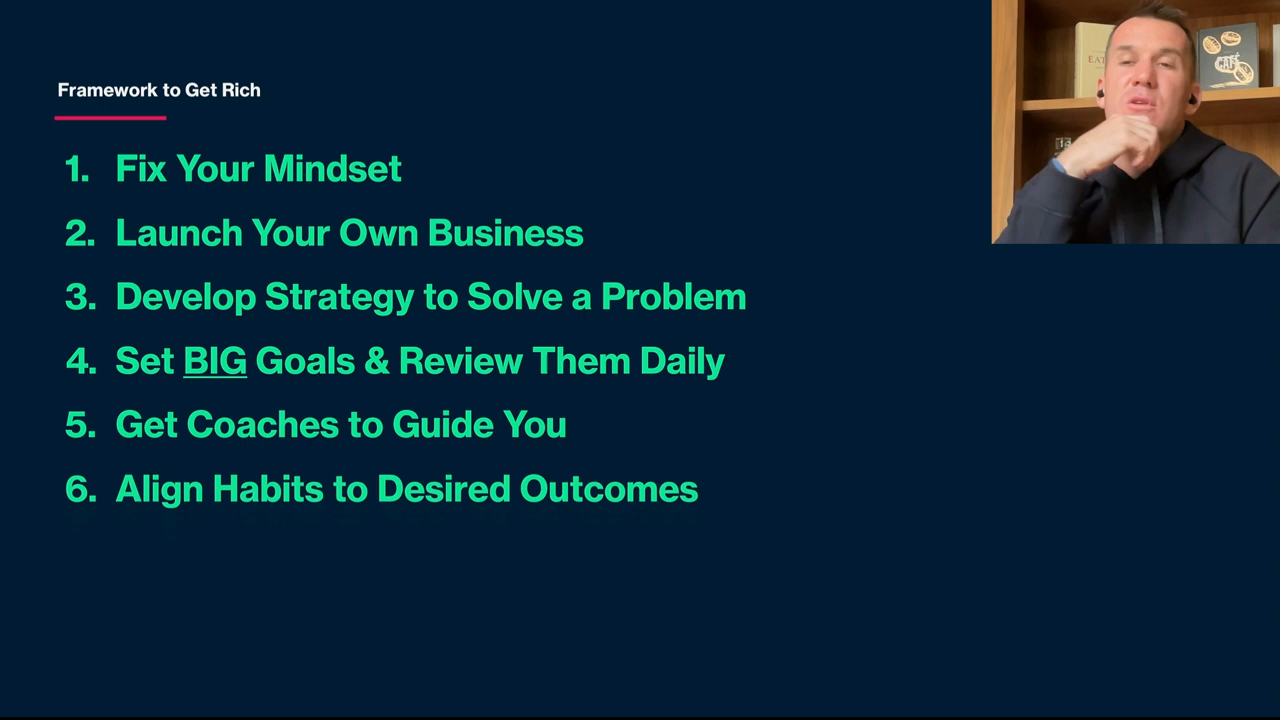 Framework to Get Rich
1. Fix Your Mindset
2. Launch Your Own Business
3. Develop Strategy to Solve a Problem
4. Set BIG Goals & Review Them Daily
5. Get Coaches to Guide You
6. Align Habits to Desired Outcomes
CAFÉ